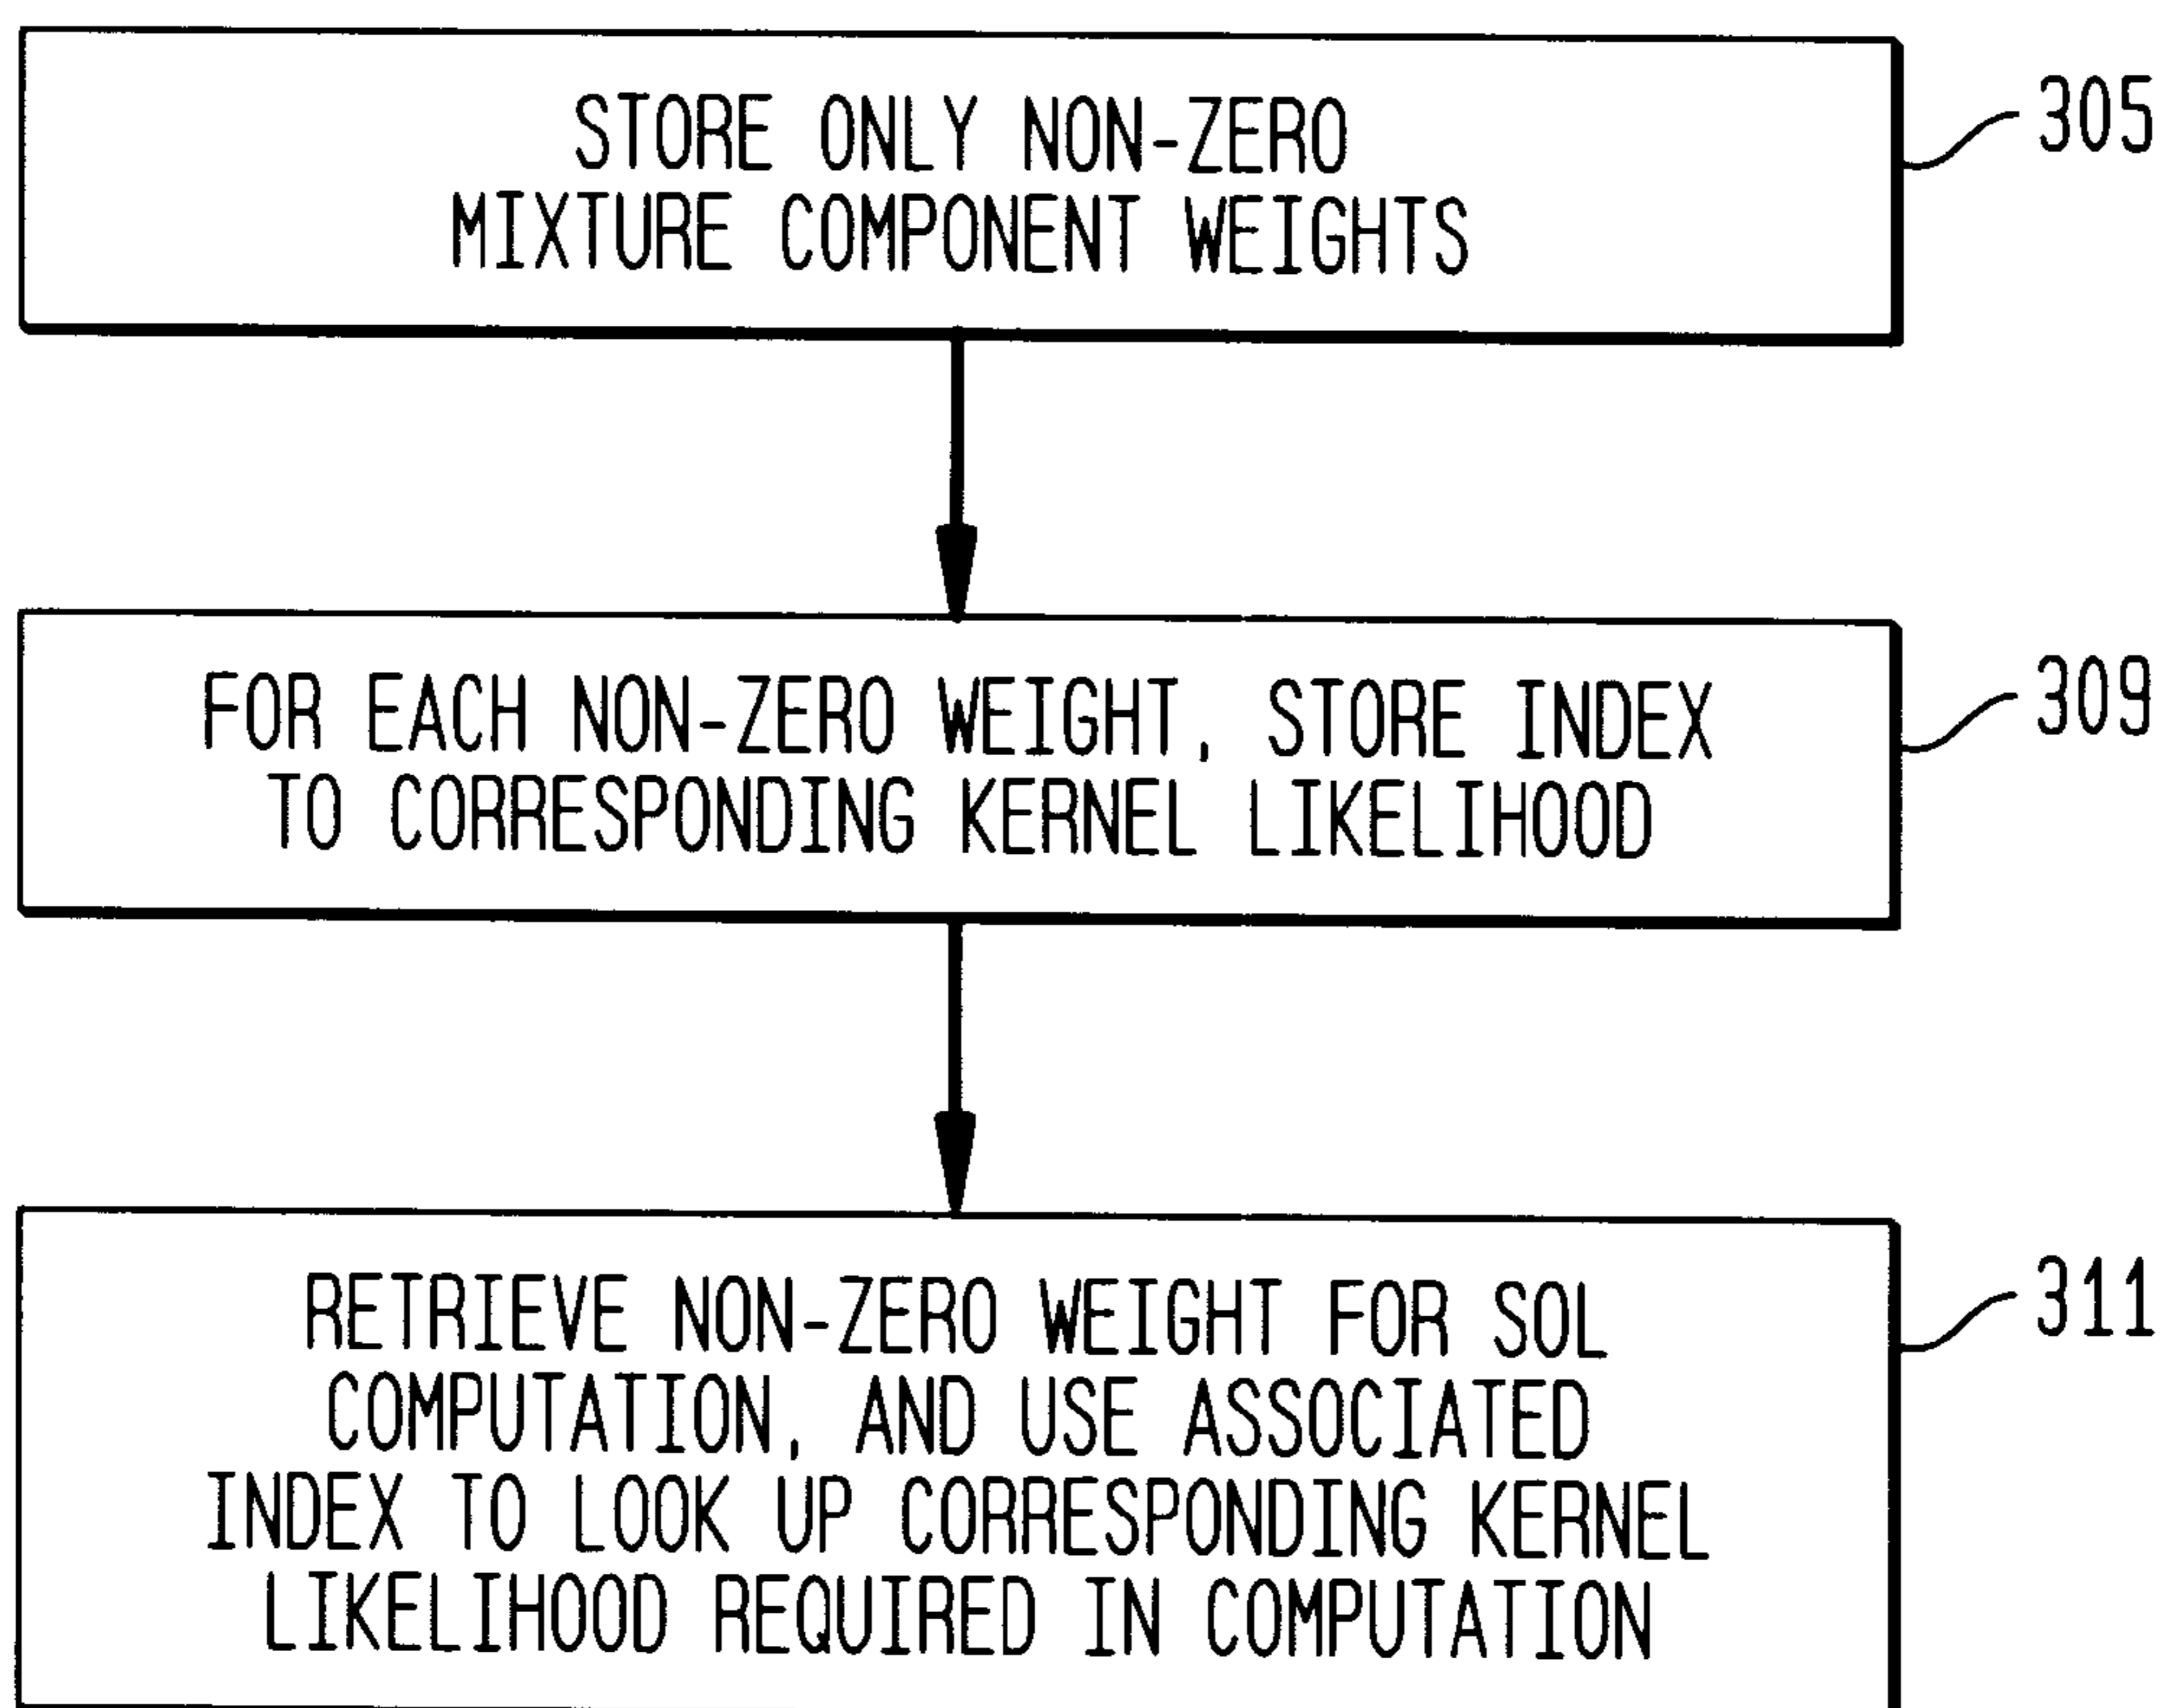 STORE ONLY NON-ZERO
MIXTURE COMPONENT WEIGHTS
305
FOR EACH NON-ZERO WEIGHT, STORE INDEX
TO CORRESPONDING KERNEL LIKELIHOOD
309
RETRIEVE NON-ZERO WEIGHT FOR SOL
COMPUTATION, AND USE ASSOCIATED
INDEX TO LOOK UP CORRESPONDING KERNEL
LIKELIHOOD REQUIRED IN COMPUTATION
311